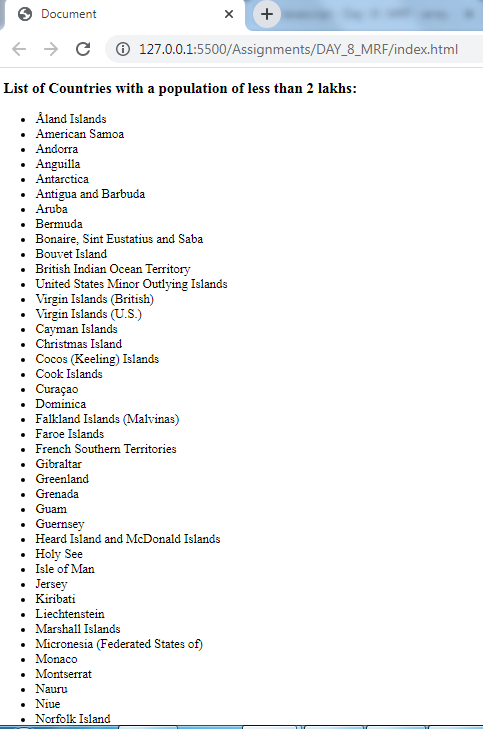 Document
127.0.0.1:5500/Assignments/DAY_8_MRF/index.html
List of Countries with a population of less than 2 lakhs:
Åland Islands
American Samoa
Andorra
Anguilla
Antarctica
Antigua and Barbuda
Aruba
Bermuda
Bonaire, Sint Eustatius and Saba
Bouvet Island
British Indian Ocean Territory
United States Minor Outlying Islands
Virgin Islands (British)
Virgin Islands (U.S.)
Cayman Islands
Christmas Island
Cocos (Keeling) Islands
Cook Islands
Curaçao
Dominica
Falkland Islands (Malvinas)
Faroe Islands
French Southern Territories
Gibraltar
Greenland
Grenada
Guam
Guernsey
Heard Island and McDonald Islands
Holy See
Isle of Man
Jersey
Kiribati
Liechtenstein
Marshall Islands
Micronesia (Federated States of)
Monaco
Montserrat
Nauru
Niue
Norfolk Island